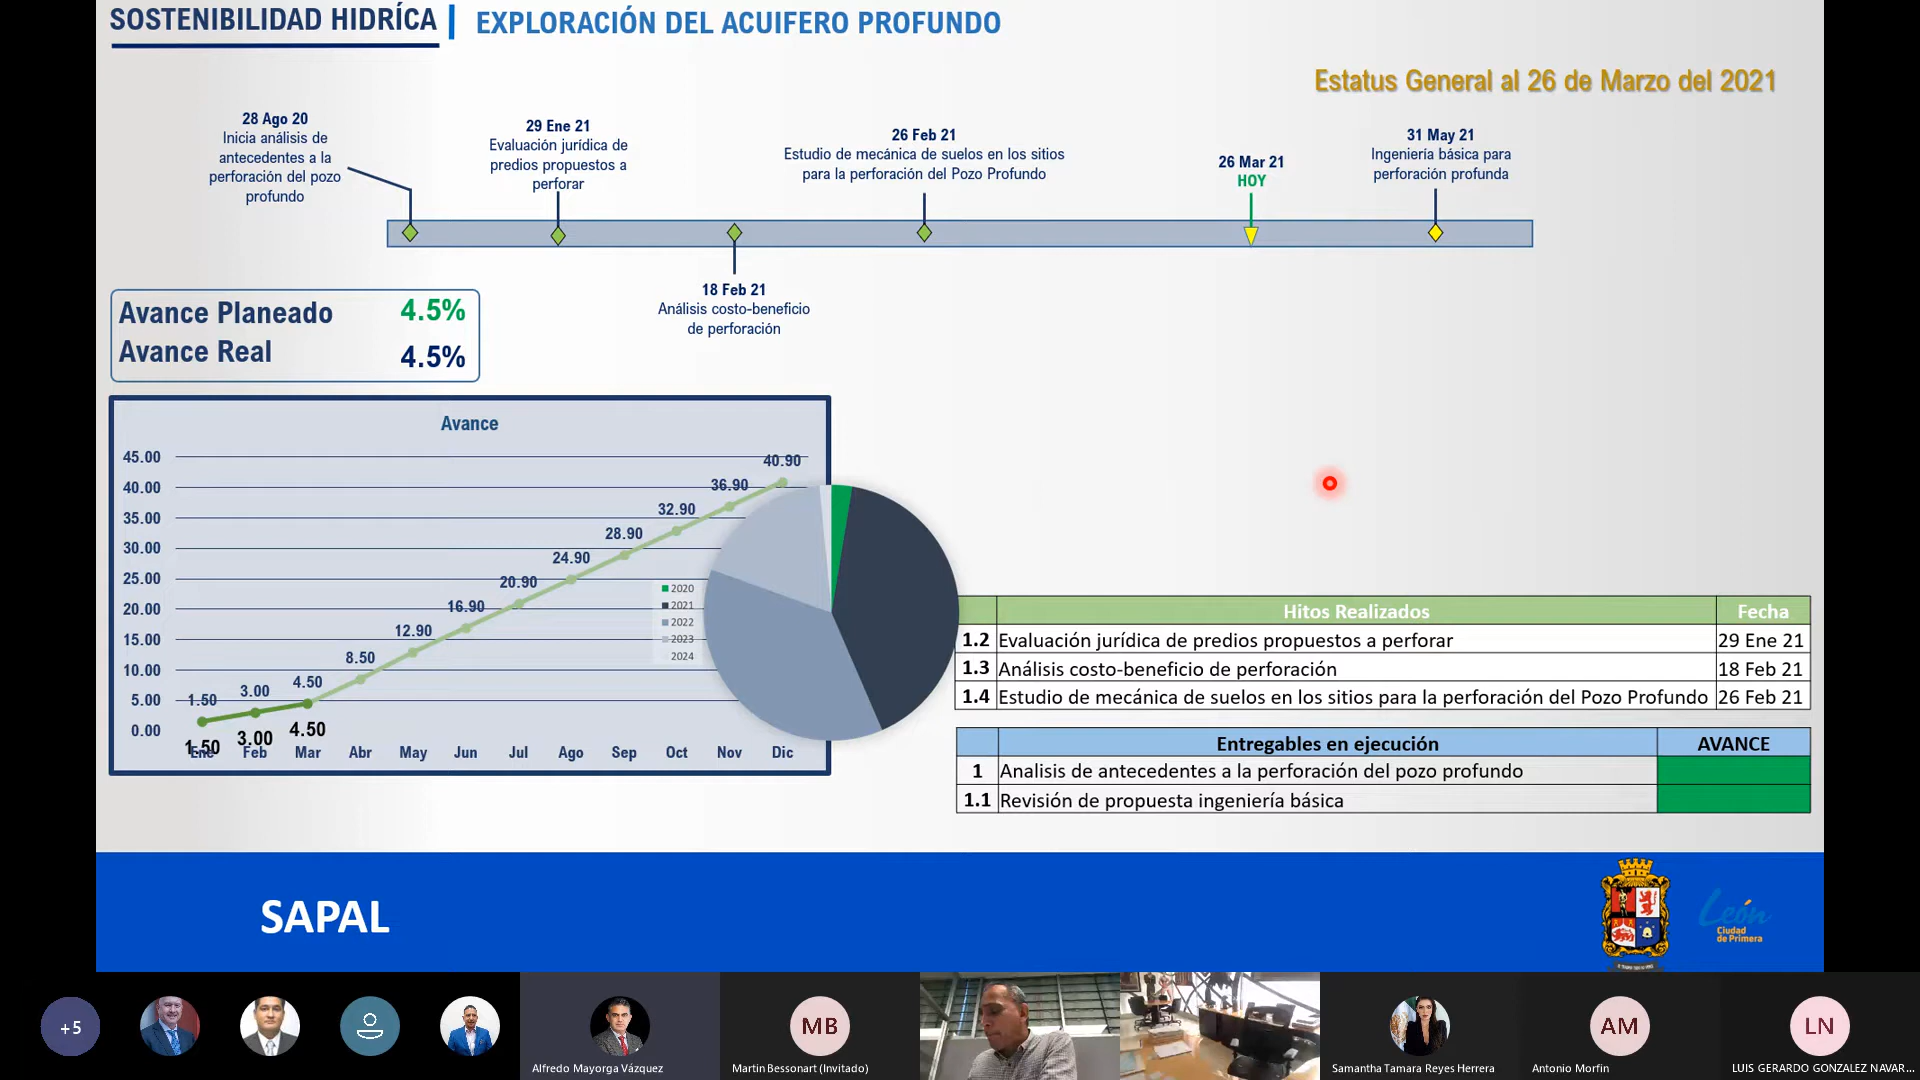 SOSTENIBILIDAD HIDRÍCA
EXPLORACIÓN DEL ACUIFERO PROFUNDO
Estatus General al 26 de Marzo del 2021
28 Ago 20
Inicia análisis de
antecedentes a la
perforación del pozo
profundo
29 Ene 21
Evaluación jurídica de
predios propuestos a
perforar
26 Feb 21
Estudio de mecánica de suelos en los sitios
para la perforación del Pozo Profundo
26 Mar 21
HOY
31 May 21
Ingeniería básica para
perforación profunda
18 Feb 21
Análisis costo-beneficio
de perforación
Avance Planeado 4.5%
Avance Real 4.5%
Avance
45.00
40.00
35.00
30.00
25.00
20.00
15.00
10.00
5.00
0.00
1.50
3.00
4.50
8.50
12.90
16.90
20.90
24.90
28.90
32.90
36.90
40.90
1.50
3.00
4.50
Ene Feb Mar Abr May Jun Jul Ago Sep Oct Nov Dic
2020
2021
2022
2023
2024
Hitos Realizados Fecha
1.2 Evaluación jurídica de predios propuestos a perforar 29 Ene 21
1.3 Análisis costo-beneficio de perforación 18 Feb 21
1.4 Estudio de mecánica de suelos en los sitios para la perforación del Pozo Profundo 26 Feb 21
Entregables en ejecución AVANCE
1 Analisis de antecedentes a la perforación del pozo profundo
1.1 Revisión de propuesta ingeniería básica
SAPAL
León
Ciudad
de Primera
+5
MB
AM
LN
Alfredo Mayorga Vázquez
Martin Bessonart (Invitado)
Samantha Tamara Reyes Herrera
Antonio Morfin
LUIS GERARDO GONZALEZ NAVAR...